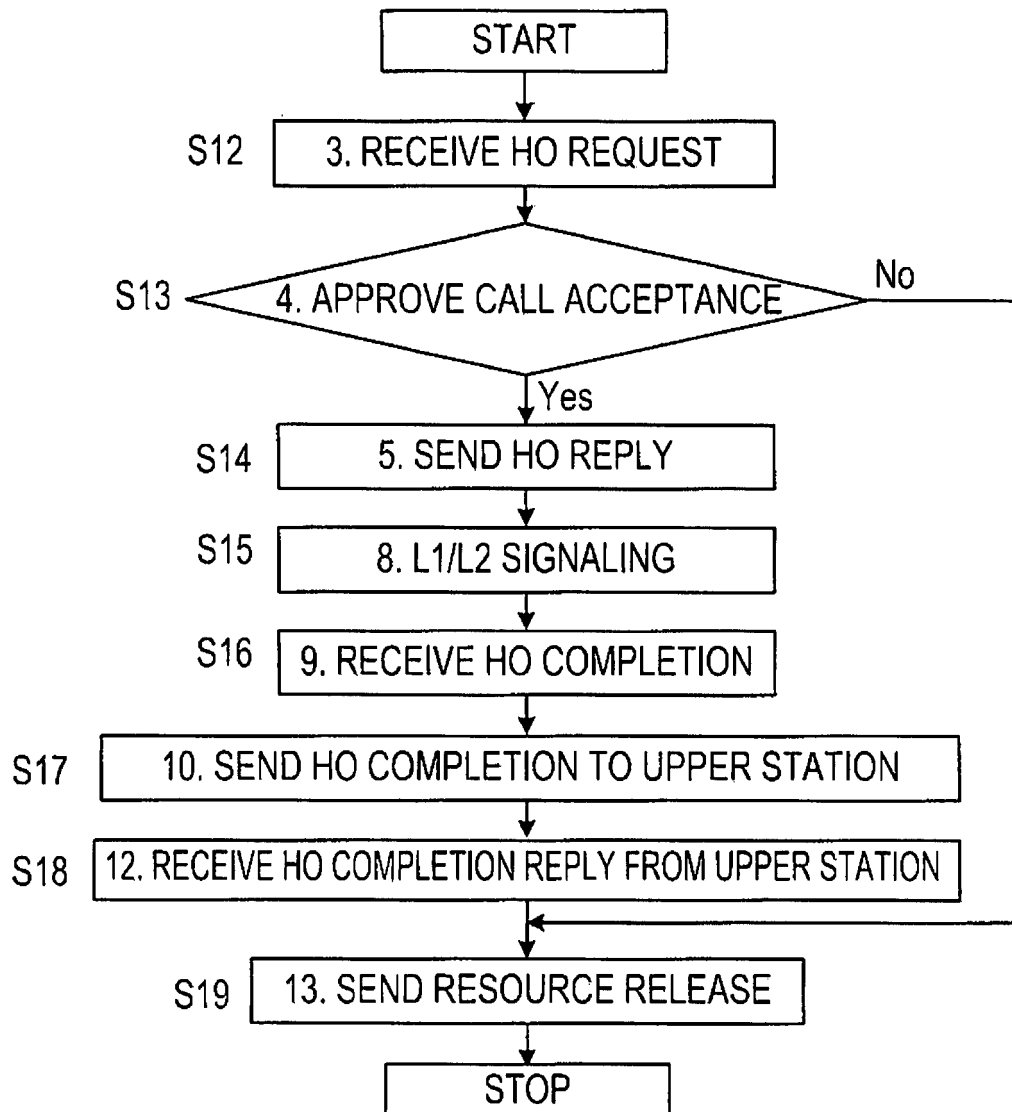 START
S12
3. RECEIVE HO REQUEST
S13
4. APPROVE CALL ACCEPTANCE
No
Yes
S14
5. SEND HO REPLY
S15
8. L1/L2 SIGNALING
S16
9. RECEIVE HO COMPLETION
S17
10. SEND HO COMPLETION TO UPPER STATION
S18
12. RECEIVE HO COMPLETION REPLY FROM UPPER STATION
S19
13. SEND RESOURCE RELEASE
STOP